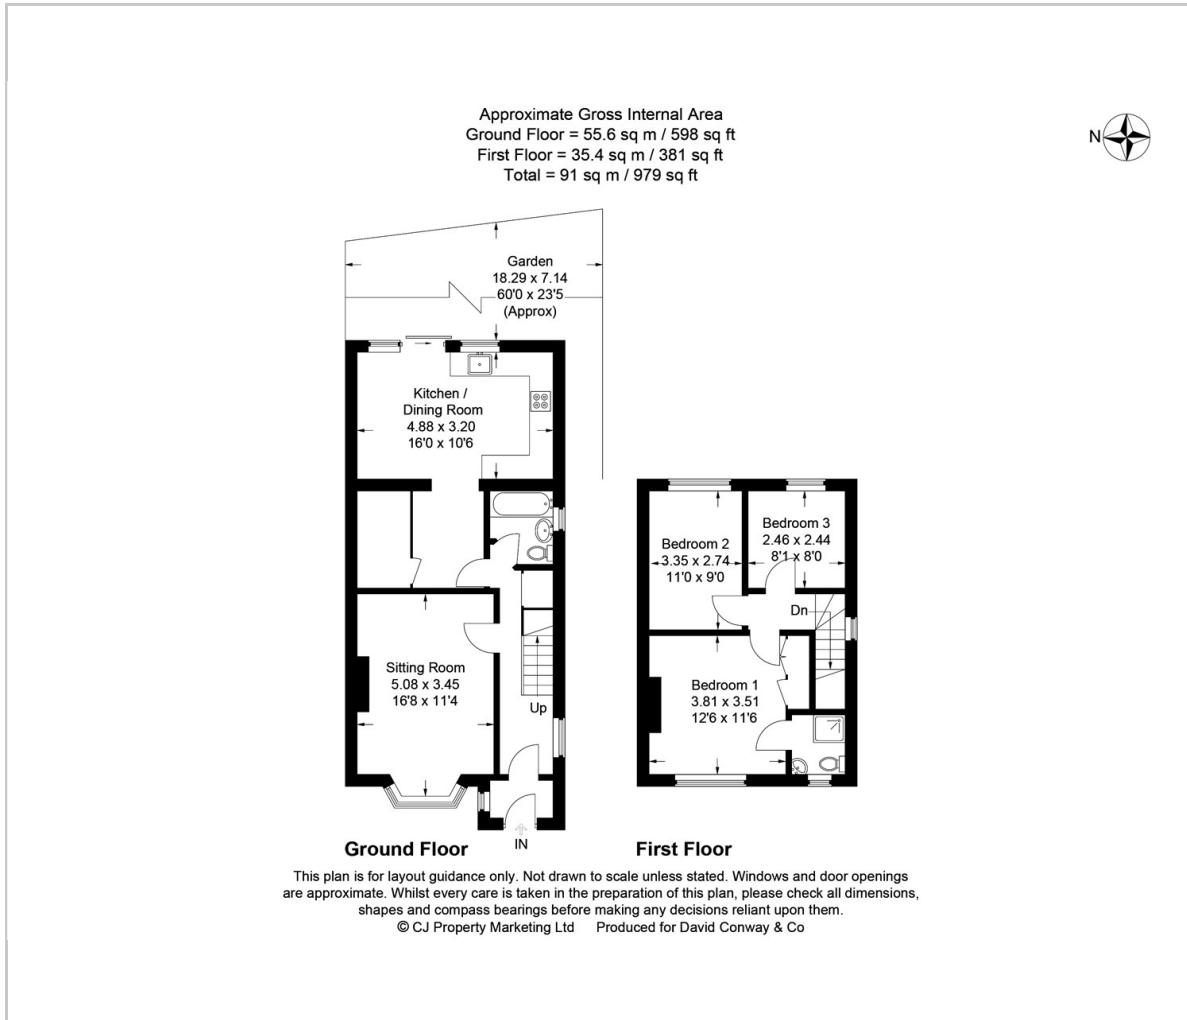 Approximate Gross Internal Area
Ground Floor = 55.6 sq m / 598 sq ft
First Floor = 35.4 sq m / 381 sq ft
Total = 91 sq m / 979 sq ft
N
Garden
18.29 x 7.14
60'0 x 23'5
(Approx)
Kitchen /
Dining Room
4.88 x 3.20
16'0 x 10'6
Sitting Room
5.08 x 3.45
16'8 x 11'4
Up
IN
Bedroom 2
3.35 x 2.74
11'0 x 9'0
Bedroom 3
2.46 x 2.44
8'1 x 8'0
Dn
Bedroom 1
3.81 x 3.51
12'6 x 11'6
Ground Floor
First Floor
This plan is for layout guidance only. Not drawn to scale unless stated. Windows and door openings
are approximate. Whilst every care is taken in the preparation of this plan, please check all dimensions,
shapes and compass bearings before making any decisions reliant upon them.
© CJ Property Marketing Ltd Produced for David Conway & Co